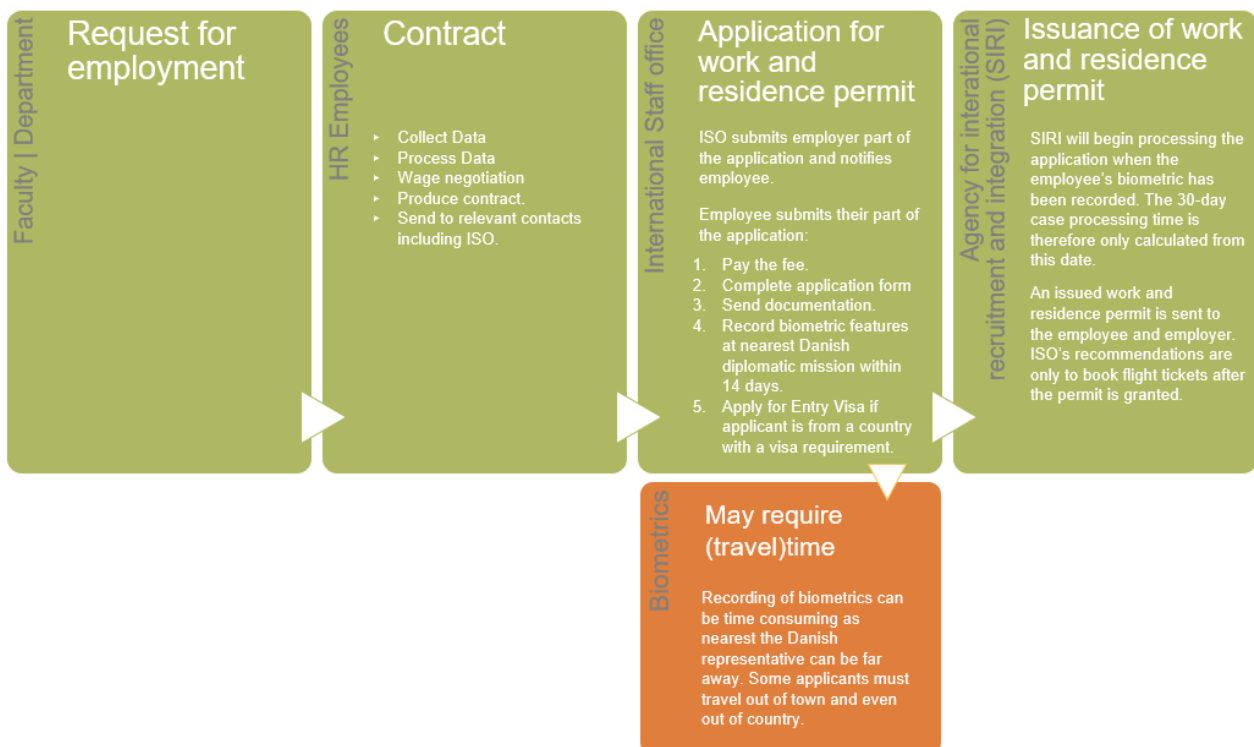 Faculty | Department
Request for
employment
HR Employees
Contract
▸ Collect Data
▸ Process Data
▸ Wage negotiation
▸ Produce contract.
▸ Send to relevant contacts
including ISO.
International Staff office
Application for
work and
residence permit
ISO submits employer part of
the application and notifies
employee.
Employee submits their part of
the application:
1. Pay the fee.
2. Complete application form
3. Send documentation.
4. Record biometric features
at nearest Danish
diplomatic mission within
14 days.
5. Apply for Entry Visa if
applicant is from a country
with a visa requirement.
Agency for interational
recruitment and integration (SIRI)
Issuance of work
and residence
permit
SIRI will begin processing the
application when the
employee's biometric has
been recorded. The 30-day
case processing time is
therefore only calculated from
this date.
An issued work and
residence permit is sent to
the employee and employer.
ISO's recommendations are
only to book flight tickets after
the permit is granted.
Biometrics
May require
(travel)time
Recording of biometrics can
be time consuming as
nearest the Danish
representative can be far
away. Some applicants must
travel out of town and even
out of country.